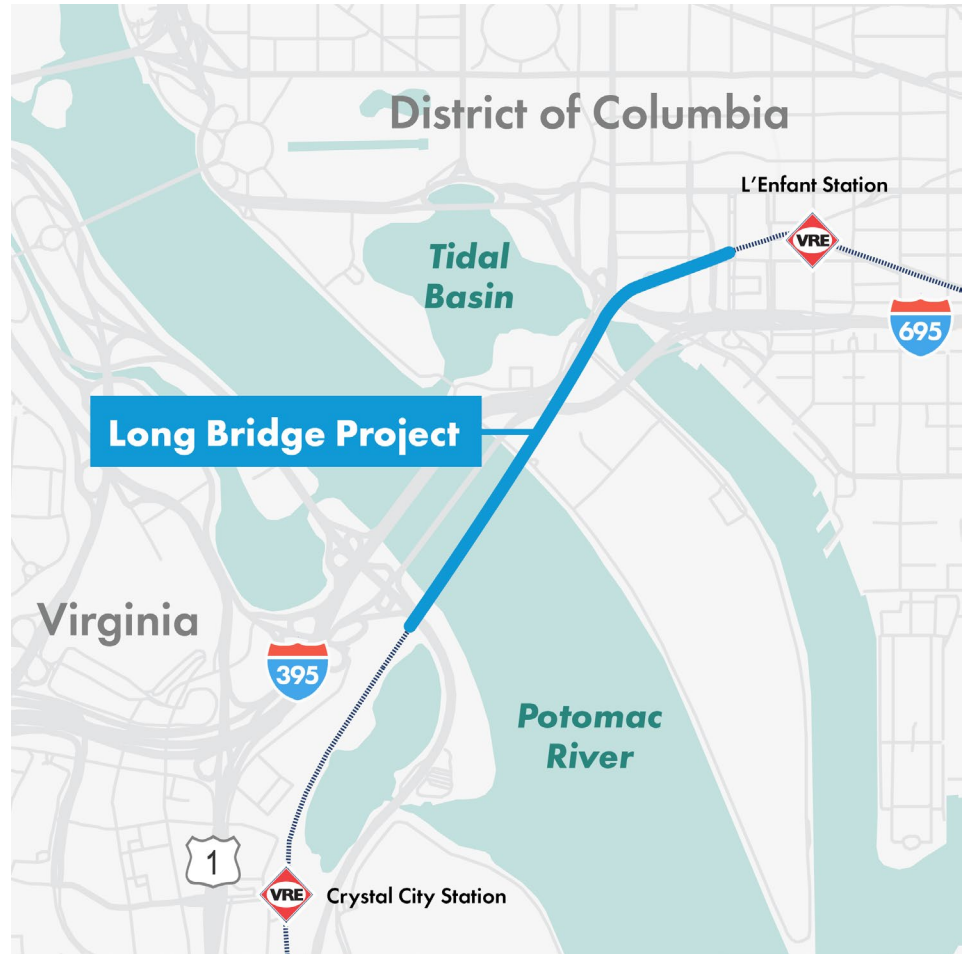 District of Columbia
L'Enfant Station
VRE
Tidal
Basin
695
Long Bridge Project
Virginia
395
Potomac
River
1
VRE
Crystal City Station